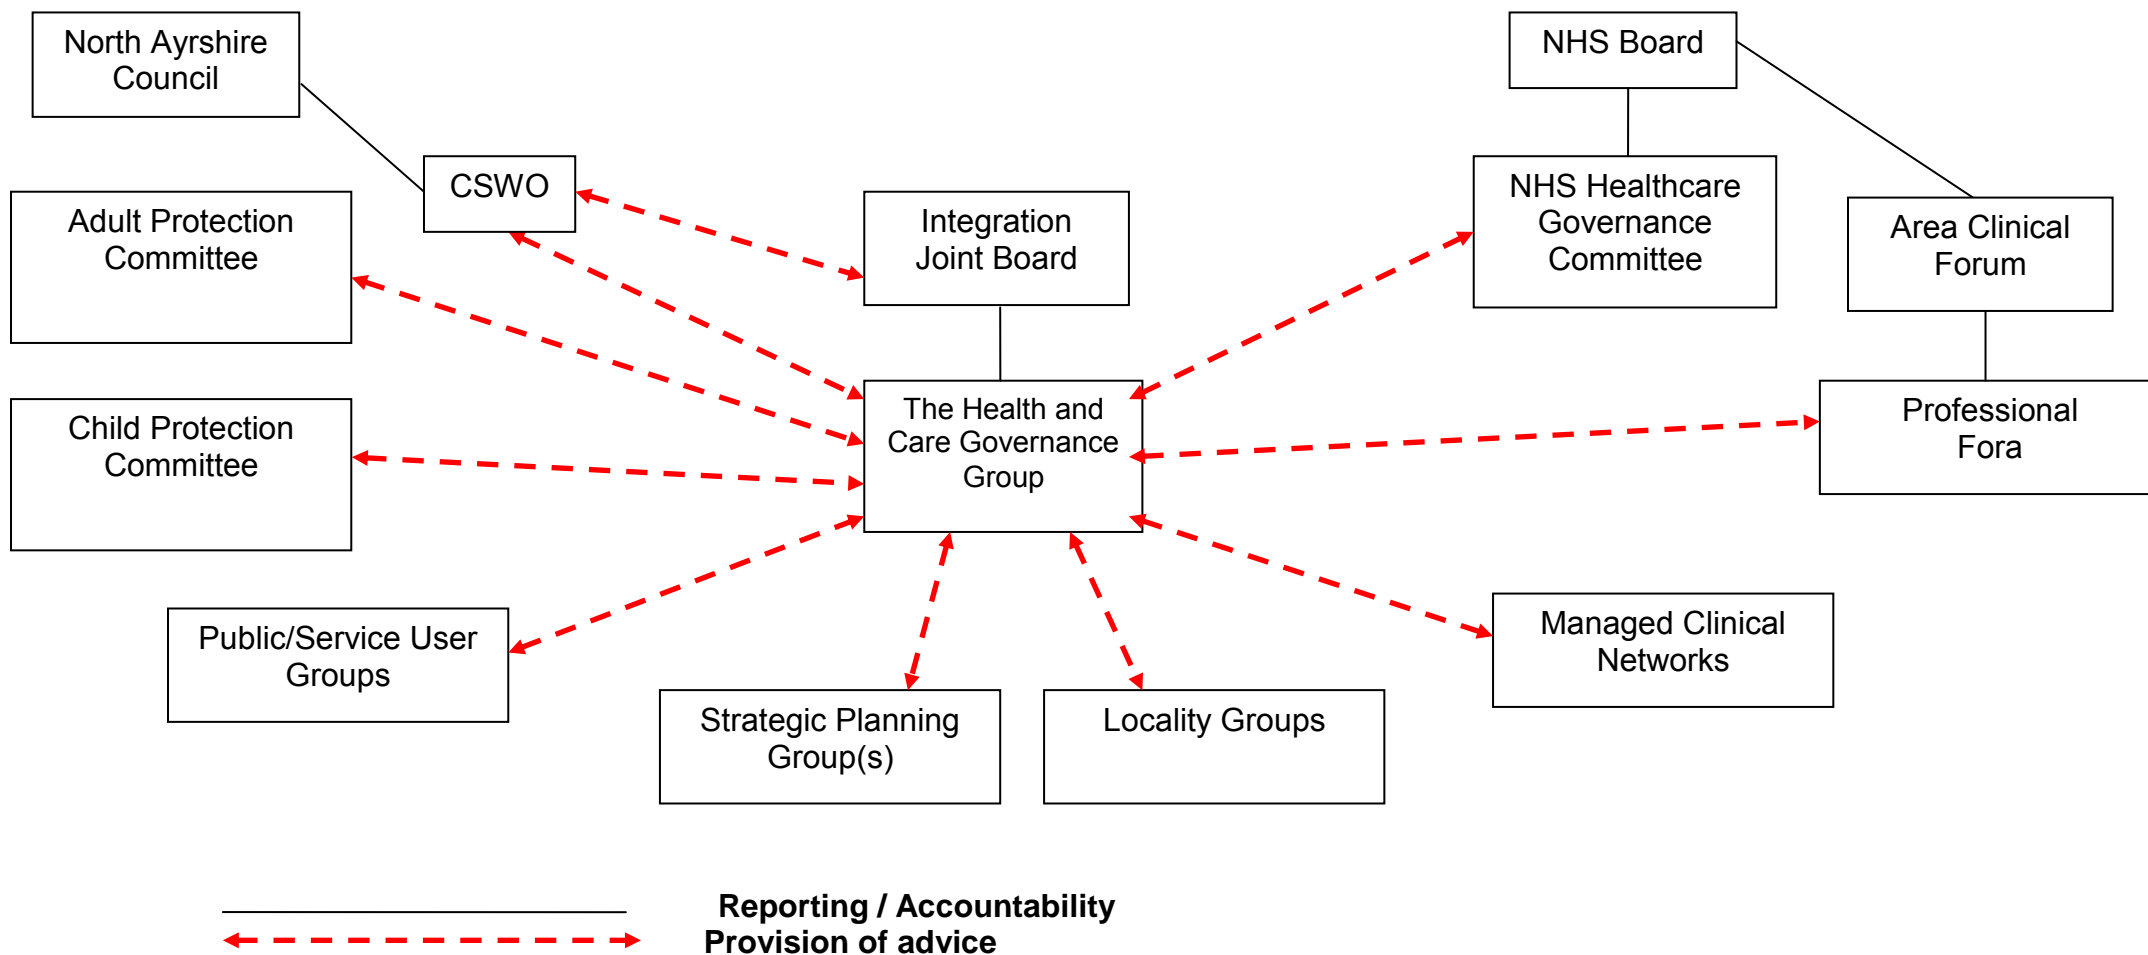 North Ayrshire
Council
NHS Board
CSWO
NHS Healthcare
Governance
Committee
Adult Protection
Committee
Integration
Joint Board
Area Clinical
Forum
Child Protection
Committee
The Health and
Care Governance
Group
Professional
Fora
Public/Service User
Groups
Managed Clinical
Networks
Strategic Planning
Group(s)
Locality Groups
Reporting / Accountability
Provision of advice